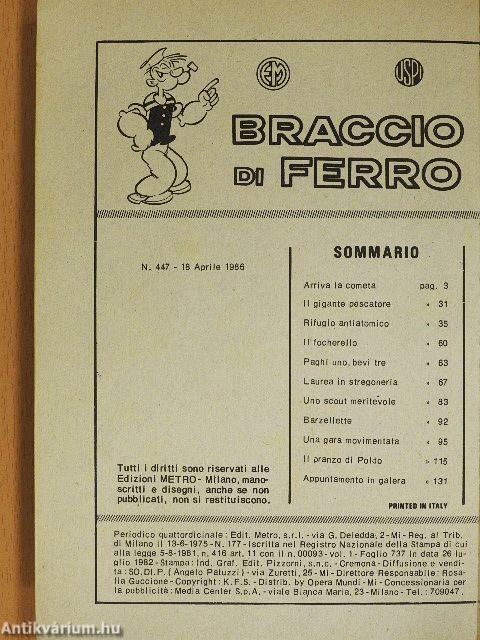 EM
USPI
BRACCIO
DI FERRO
N. 447 - 18 Aprile 1986
SOMMARIO
Arriva la cometa pag. 3
Il gigante pescatore » 31
Rifugio antiatomico » 35
Il focherello » 60
Paghi uno, bevi tre » 63
Laurea in stregoneria » 67
Uno scout meritevole » 83
Barzellette » 92
Una gara movimentata » 95
Il pranzo di Poldo » 115
Appuntamento in galera » 131
Tutti i diritti sono riservati alle
Edizioni METRO - Milano, mano-
scritti e disegni, anche se non
pubblicati, non si restituiscono.
PRINTED IN ITALY
Periodico quattordicinale: Edit. Metro, s.r.l. - via G. Deledda, 2 - Mi - Reg. al Trib.
di Milano il 13-6-1975 - N. 177 - Iscritta nel Registro Nazionale della Stampa di cui
alla legge 5-8-1981, n. 416 art. 11 con il n. 00093 - vol. 1 - Foglio 737 in data 26 lu-
glio 1982 - Stampa: Ind. Graf. Edit. Pizzorni, s.n.c. - Cremona - Diffusione e vendi-
ta: SO.DI.P. (Angelo Patuzzi) - via Zuretti, 25 - Mi - Direttore Responsabile: Rosa-
lia Guccione - Copyright: K.F.S. - Distrib. by Opera Mundi - Mi - Concessionaria per
la pubblicità: Media Center S.p.A. - viale Bianca Maria, 23 - Milano - Tel.: 709047.
Antikvárium.hu